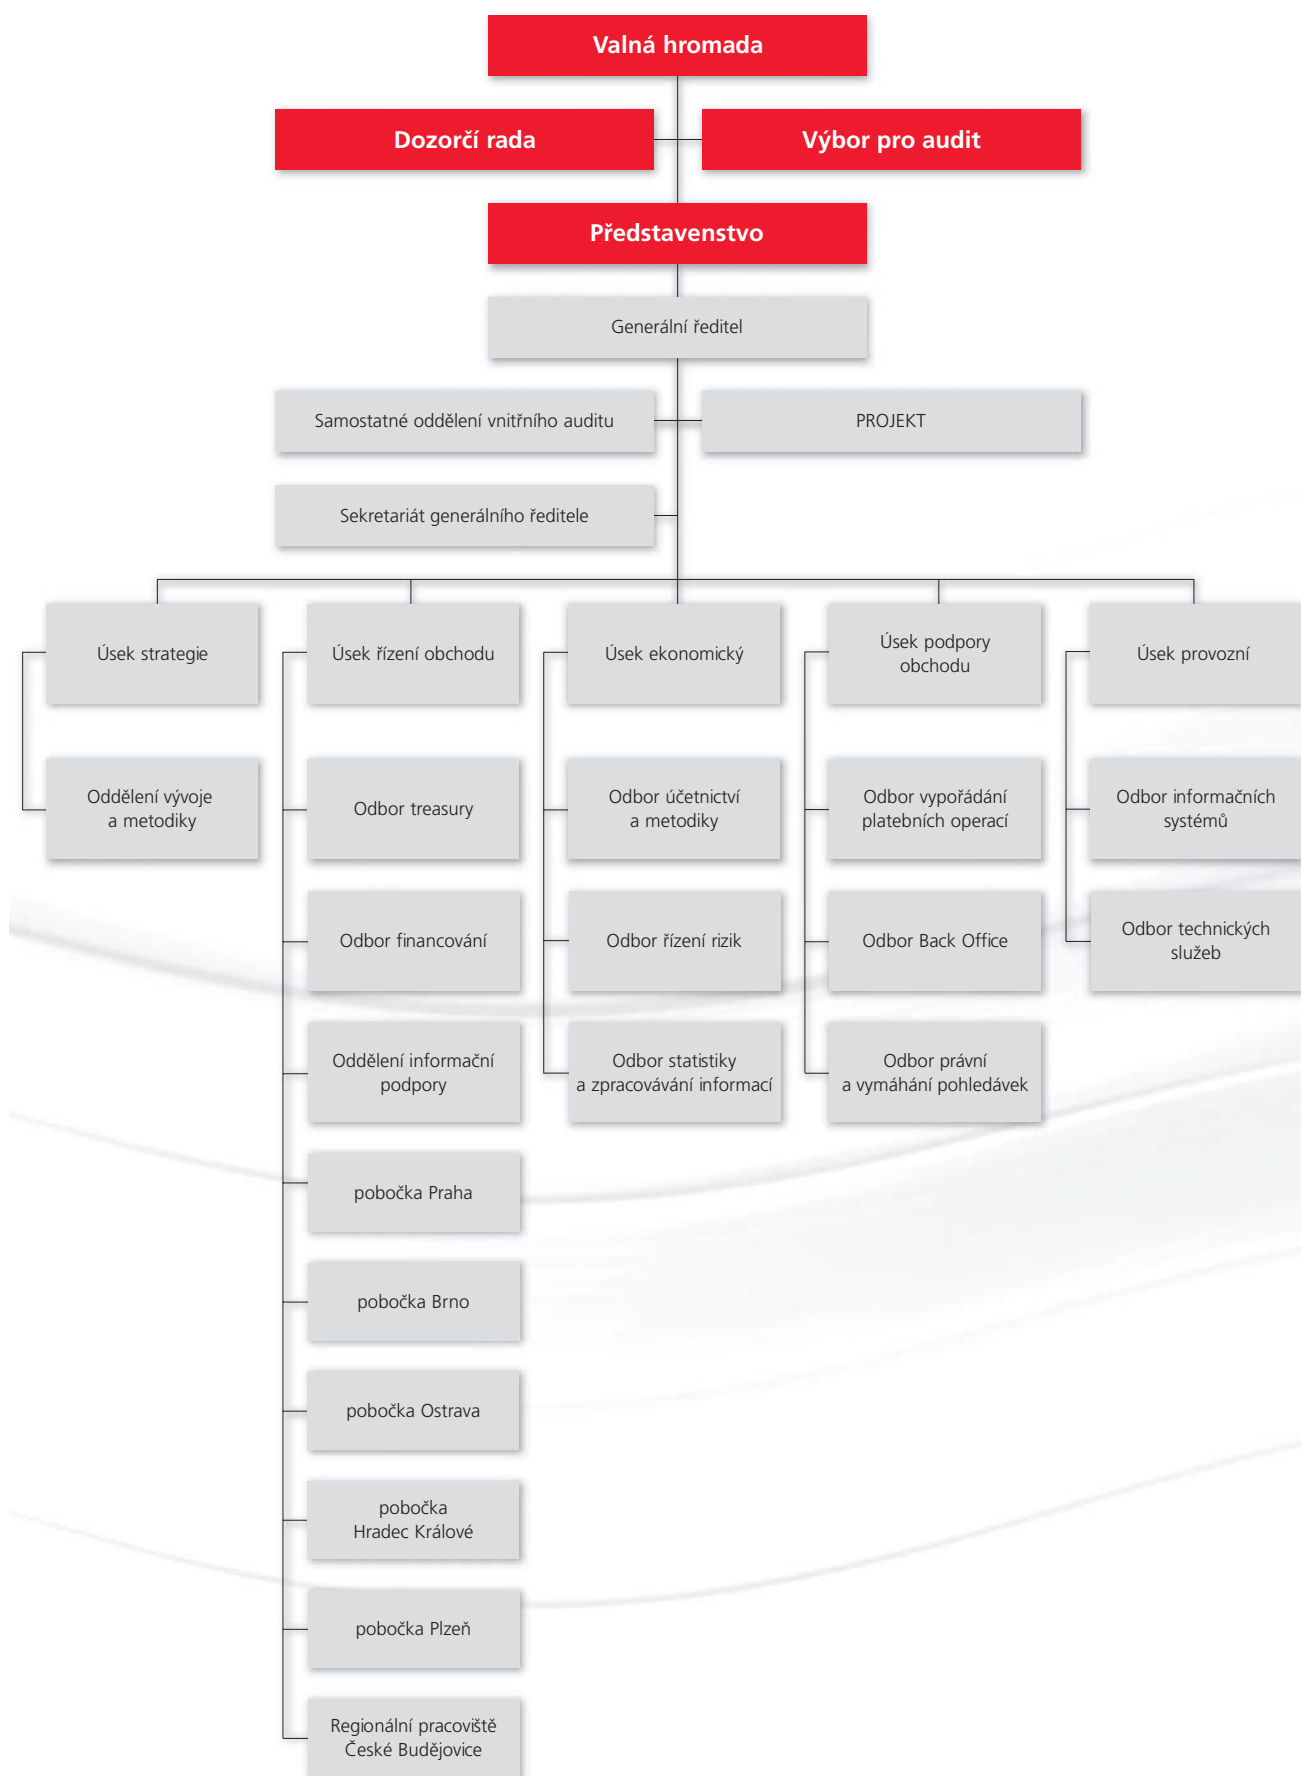 Valná hromada
Dozorčí rada
Výbor pro audit
Představenstvo
Generální ředitel
Samostatné oddělení vnitřního auditu
PROJEKT
Sekretariát generálního ředitele
Úsek strategie
Úsek řízení obchodu
Úsek ekonomický
Úsek podpory
obchodu
Úsek provozní
Oddělení vývoje
a metodiky
Odbor treasury
Odbor účetnictví
a metodiky
Odbor vypořádání
platebních operací
Odbor informačních
systémů
Odbor financování
Odbor řízení rizik
Odbor Back Office
Odbor technických
služeb
Oddělení informační
podpory
Odbor statistiky
a zpracovávání informací
Odbor právní
a vymáhání pohledávek
pobočka Praha
pobočka Brno
pobočka Ostrava
pobočka
Hradec Králové
pobočka Plzeň
Regionální pracoviště
České Budějovice